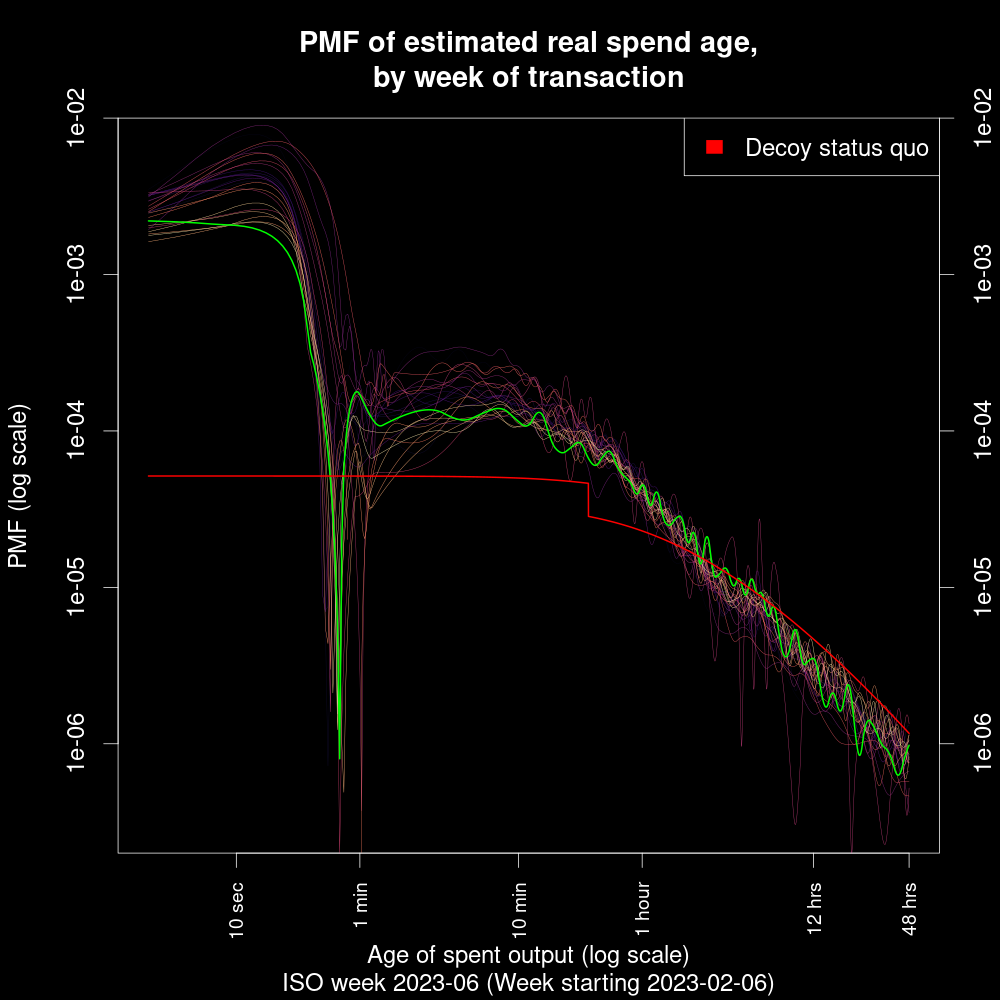 PMF of estimated real spend age,
by week of transaction
Decoy status quo
PMF (log scale)
1e-02
1e-03
1e-04
1e-05
1e-06
1e-02
1e-03
1e-04
1e-05
1e-06
10 sec
1 min
10 min
1 hour
12 hrs
48 hrs
Age of spent output (log scale)
ISO week 2023-06 (Week starting 2023-02-06)